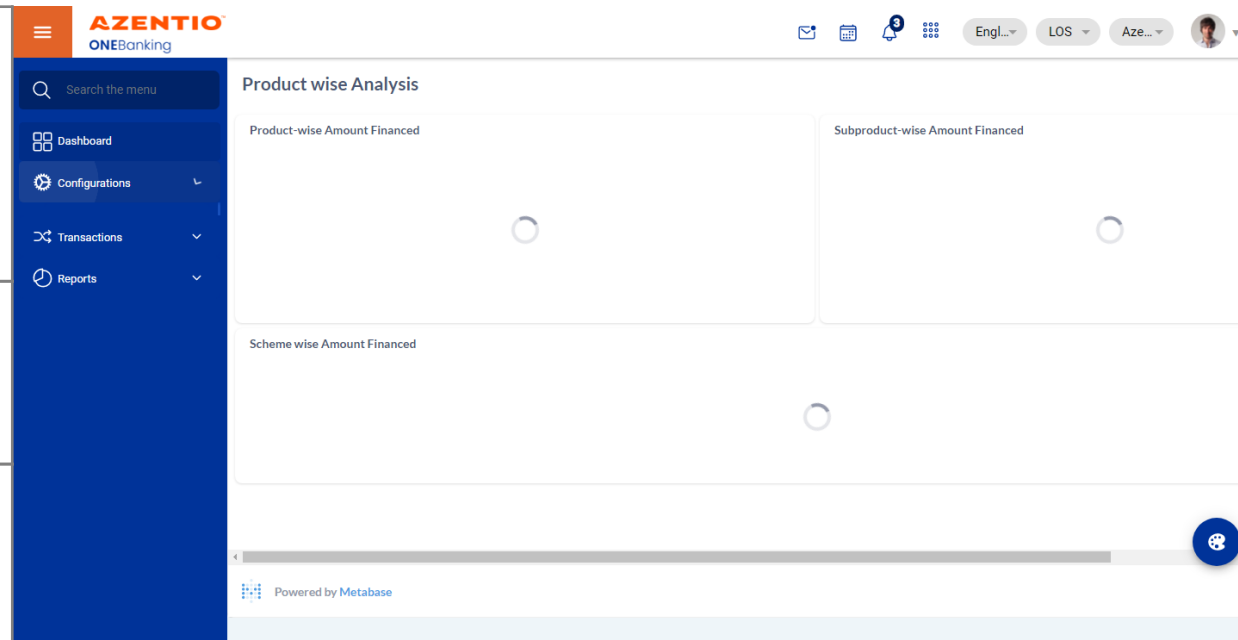 AZENTIO
ONEBanking
3
Engl...
LOS
Aze...
Search the menu
Dashboard
Configurations
Transactions
Reports
Product wise Analysis
Product-wise Amount Financed
Subproduct-wise Amount Financed
Scheme wise Amount Financed
Powered by Metabase